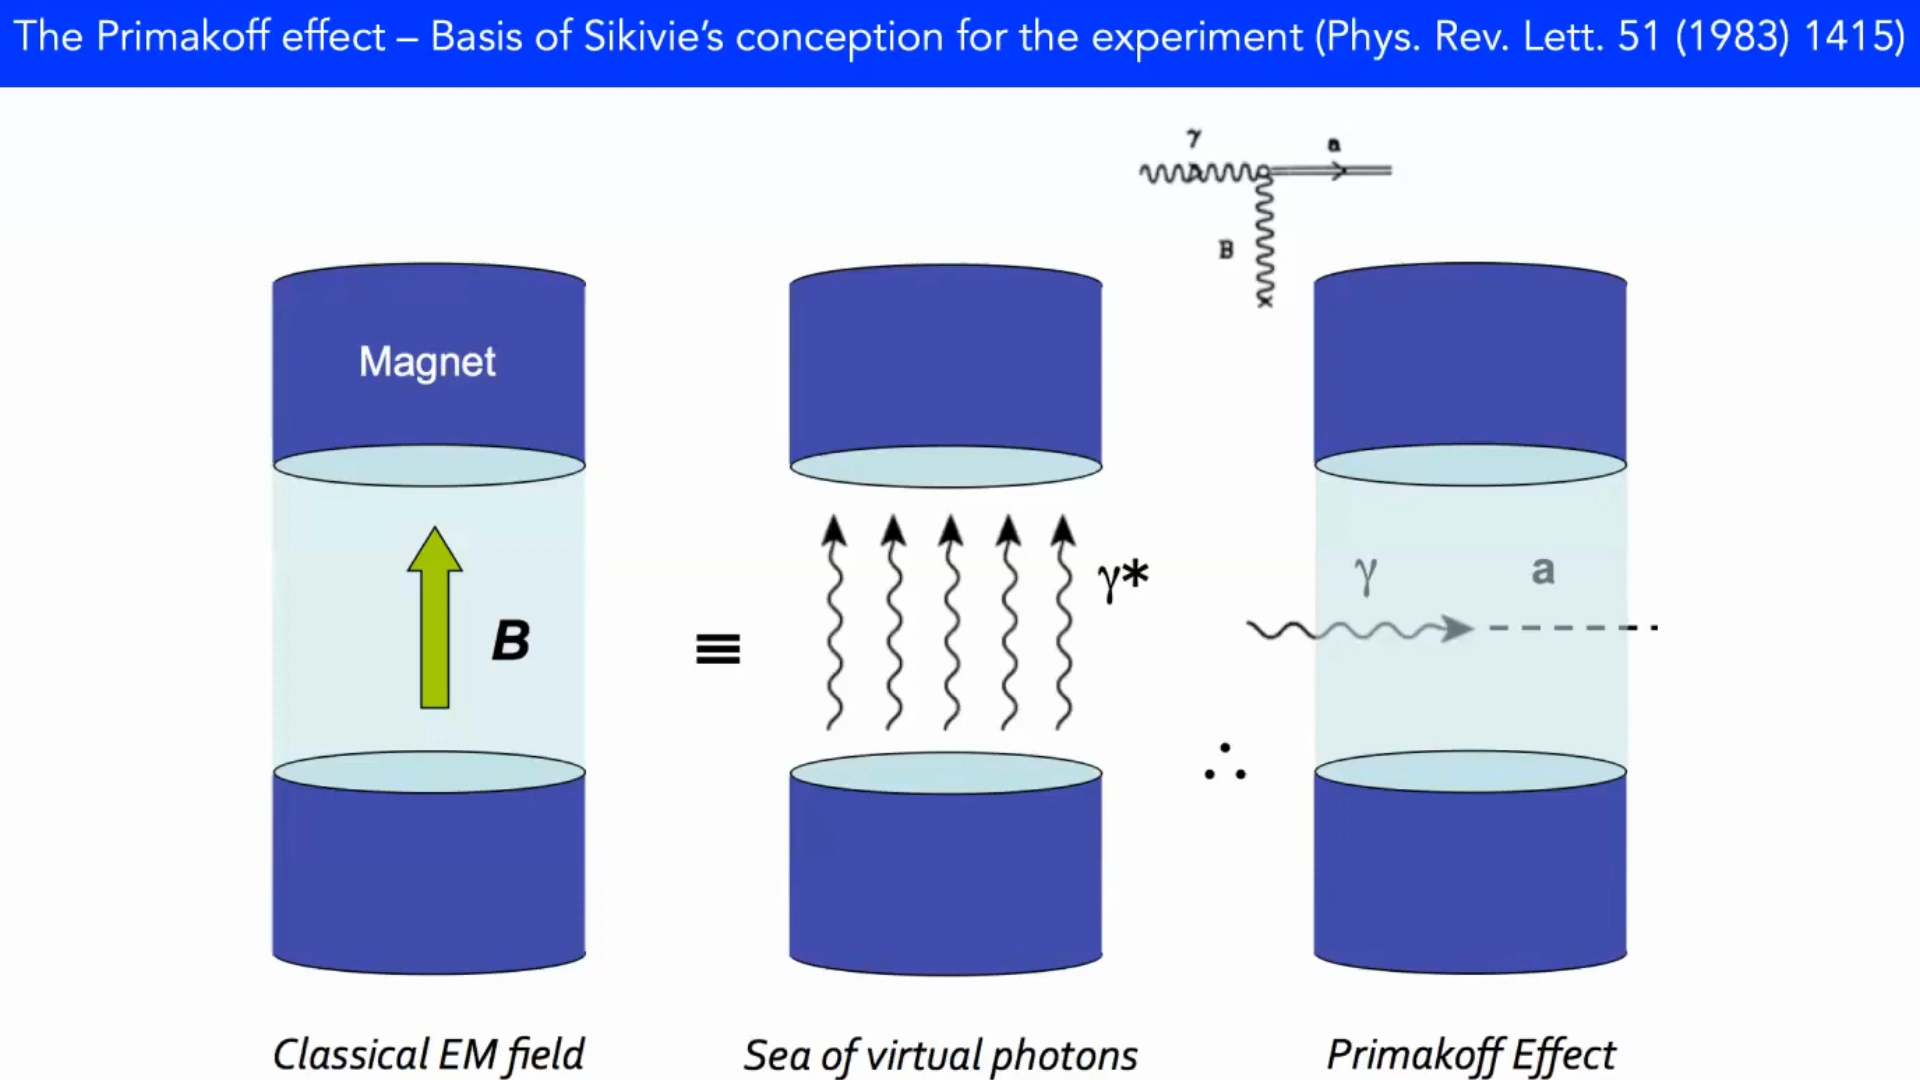 The Primakoff effect – Basis of Sikivie's conception for the experiment (Phys. Rev. Lett. 51 (1983) 1415)
γ
a
B
Magnet
B
≡
γ*
∴
γ
a
Classical EM field
Sea of virtual photons
Primakoff Effect